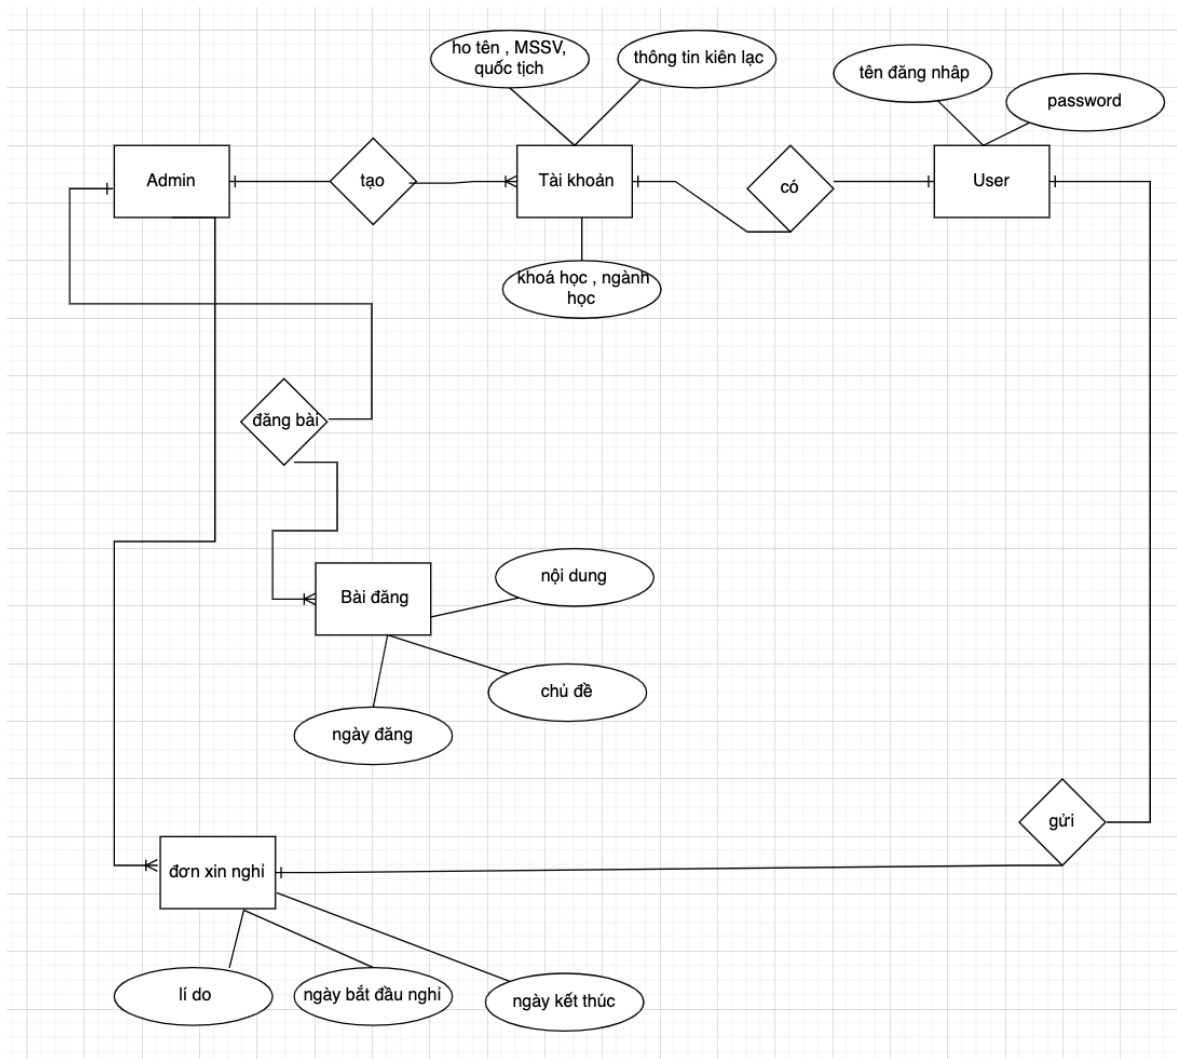 ho tên , MSSV,
quốc tịch
thông tin kiên lạc
tên đăng nhâp
password
Admin
tạo
Tài khoản
có
User
khoá học , ngành
học
đăng bài
Bài đăng
nội dung
chủ đề
ngày đăng
gửi
đơn xin nghỉ
lí do
ngày bắt đầu nghỉ
ngày kết thúc